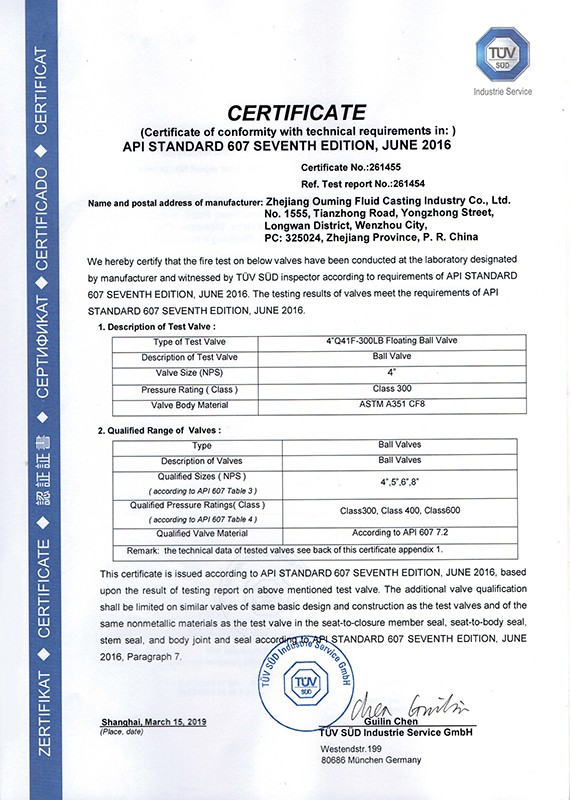 ZERTIFIKAT ◆ CERTIFICATE ◆ 認証証書 ◆ СЕРТИФИКАТ ◆ CERTIFICADO ◆ CERTIFICAT
TÜV
SÜD
Industrie Service
CERTIFICATE
(Certificate of conformity with technical requirements in: )
API STANDARD 607 SEVENTH EDITION, JUNE 2016
Certificate No.:261455
Ref. Test report No.:261454
Name and postal address of manufacturer: Zhejiang Ouming Fluid Casting Industry Co., Ltd.
No. 1555, Tianzhong Road, Yongzhong Street,
Longwan District, Wenzhou City,
PC: 325024, Zhejiang Province, P. R. China
We hereby certify that the fire test on below valves have been conducted at the laboratory designated
by manufacturer and witnessed by TÜV SÜD inspector according to requirements of API STANDARD
607 SEVENTH EDITION, JUNE 2016. The testing results of valves meet the requirements of API
STANDARD 607 SEVENTH EDITION, JUNE 2016.
1. Description of Test Valve :
Type of Test Valve 4"Q41F-300LB Floating Ball Valve
Description of Test Valve Ball Valve
Valve Size (NPS) 4"
Pressure Rating ( Class ) Class 300
Valve Body Material ASTM A351 CF8
2. Qualified Range of Valves :
Type Ball Valves
Description of Valves Ball Valves
Qualified Sizes ( NPS )
( according to API 607 Table 3 )
4",5",6",8"
Qualified Pressure Ratings( Class )
( according to API 607 Table 4 )
Class300, Class 400, Class600
Qualified Valve Material According to API 607 7.2
Remark: the technical data of tested valves see back of this certificate appendix 1.
This certificate is issued according to API STANDARD 607 SEVENTH EDITION, JUNE 2016, based
upon the result of testing report on above mentioned test valve. The additional valve qualification
shall be limited on similar valves of same basic design and construction as the test valves and of the
same nonmetallic materials as the test valve in the seat-to-closure member seal, seat-to-body seal,
stem seal, and body joint and seal according to API STANDARD 607 SEVENTH EDITION, JUNE
2016, Paragraph 7.
TÜV SÜD Industrie Service GmbH
TÜV
SÜD
Chen Guilin
Shanghai, March 15, 2019
(Place, date)
Guilin Chen
TÜV SÜD Industrie Service GmbH
Westendstr.199
80686 München Germany